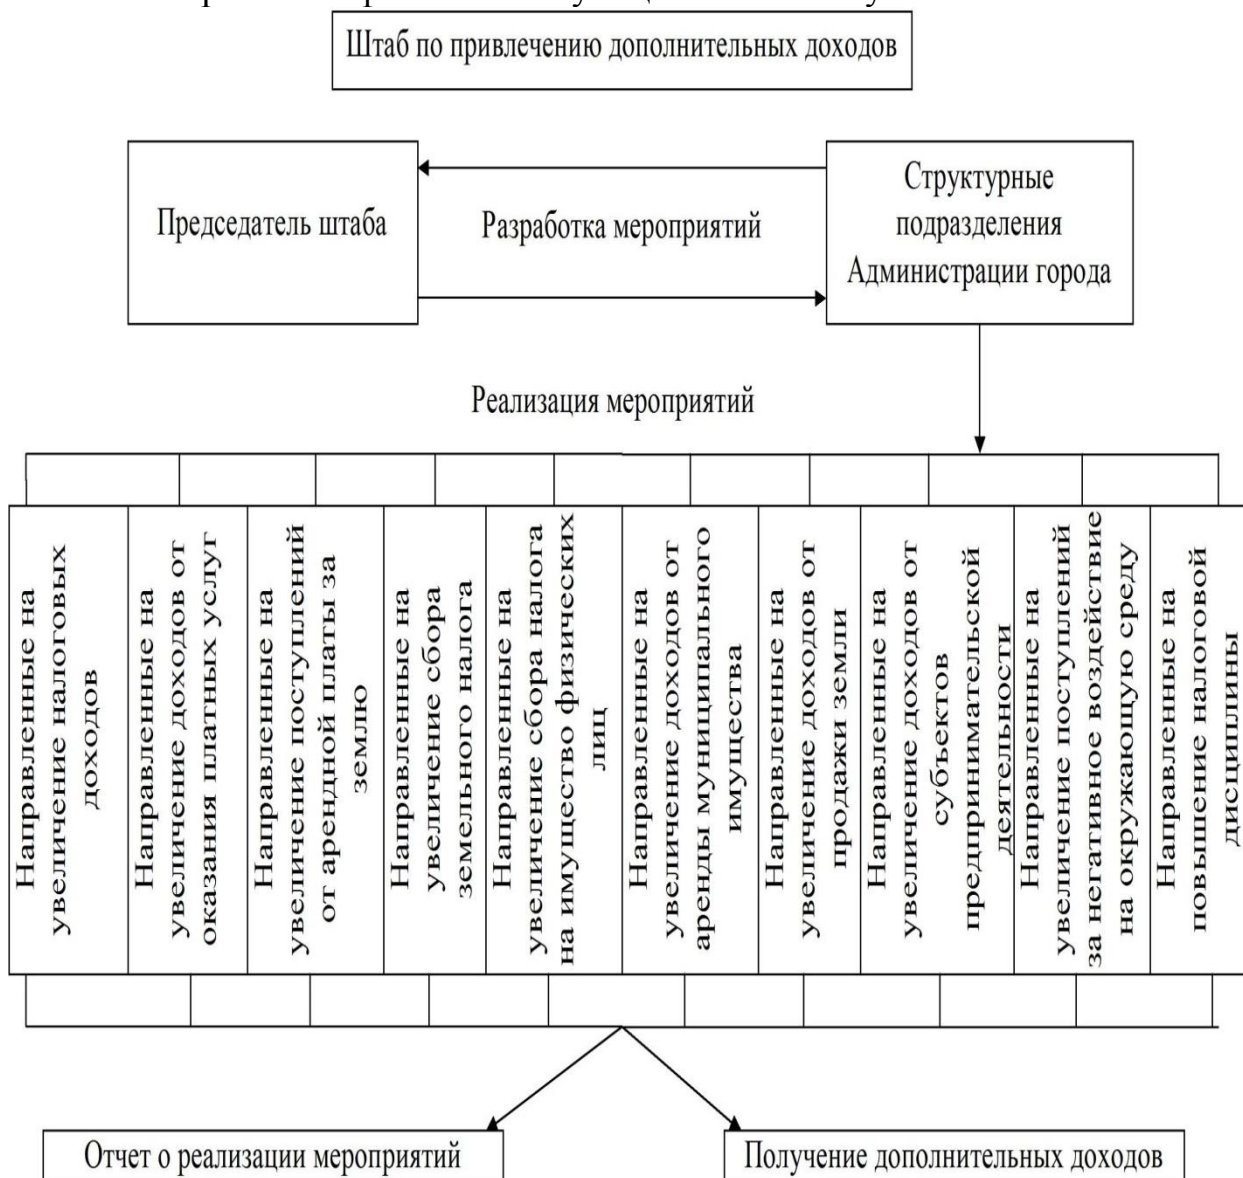 Штаб по привлечению дополнительных доходов
Председатель штаба
Разработка мероприятий
Структурные
подразделения
Администрации города
Реализация мероприятий
Направленные на
увеличение налоговых
доходов
Направленные на
увеличение доходов от
оказания платных услуг
Направленные на
увеличение поступлений
от арендной платы за
землю
Направленные на
увеличение сбора
земельного налога
Направленные на
увеличение сбора налога
на имущество физических
лиц
Направленные на
увеличение доходов от
аренды муниципального
имущества
Направленные на
увеличение доходов от
продажи земли
Направленные на
увеличение доходов от
субъектов
предпринимательской
деятельности
Направленные на
увеличение поступлений
за негативное воздействие
на окружающую среду
Направленные на
повышение налоговой
дисциплины
Отчет о реализации мероприятий
Получение дополнительных доходов